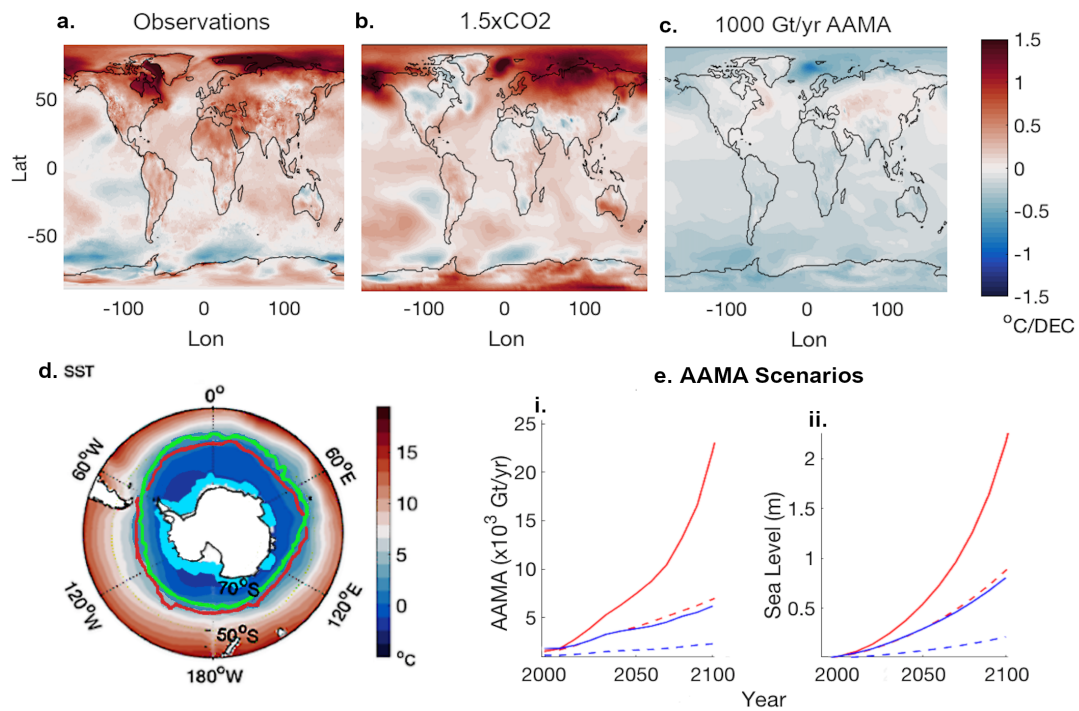 a. Observations
b. 1.5xCO2
c. 1000 Gt/yr AAMA
Lat
50
0
-50
-100 0 100
Lon
-100 0 100
Lon
-100 0 100
Lon
1.5
1
0.5
0
-0.5
-1
-1.5
°C/DEC
d. SST
0°
60°W
60°E
120°W
120°E
70°S
50°S
180°W
15
10
5
0
°C
e. AAMA Scenarios
i.
AAMA (x10³ Gt/yr)
25
20
15
10
5
2000 2050 2100
ii.
Sea Level (m)
2
1.5
1
0.5
2000 2050 2100
Year